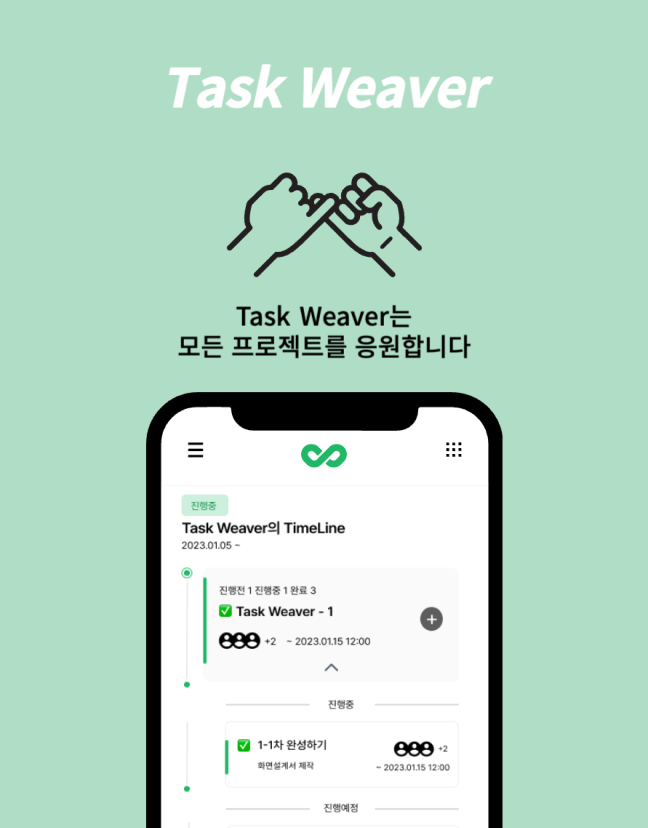 Task Weaver
Task Weaver는
모든 프로젝트를 응원합니다
진행중
Task Weaver의 TimeLine
2023.01.05 ~
진행전 1 진행중 1 완료 3
✅ Task Weaver - 1
+2 ~ 2023.01.15 12:00
진행중
✅ 1-1차 완성하기 +2
화면설계서 제작 ~ 2023.01.15 12:00
진행예정